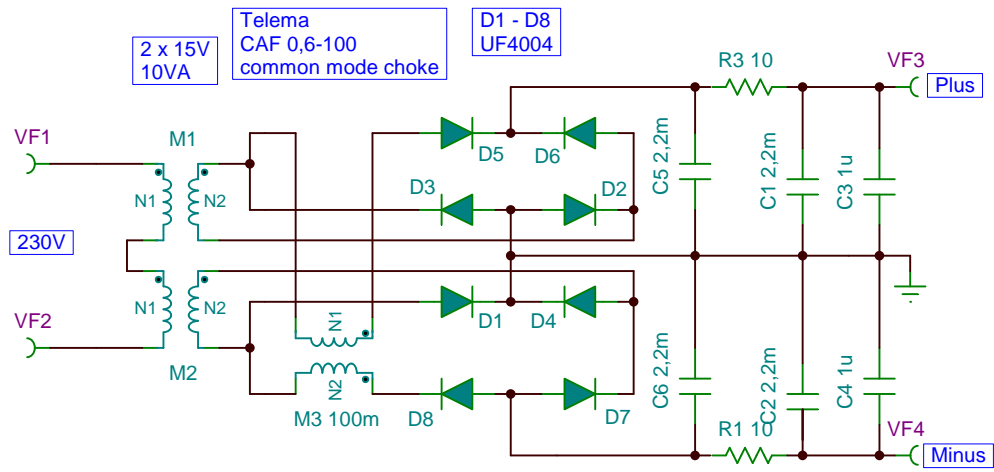 Telema
CAF 0,6-100
common mode choke
D1 - D8
UF4004
2 x 15V
10VA
R3 10
VF3
Plus
VF1
M1
D5
D6
C5 2,2m
C1 2,2m
C3 1u
N1
N2
D3
D2
230V
N1
N2
D1
D4
VF2
M2
N1
N2
M3 100m
D8
D7
C6 2,2m
C2 2,2m
C4 1u
R1 10
VF4
Minus